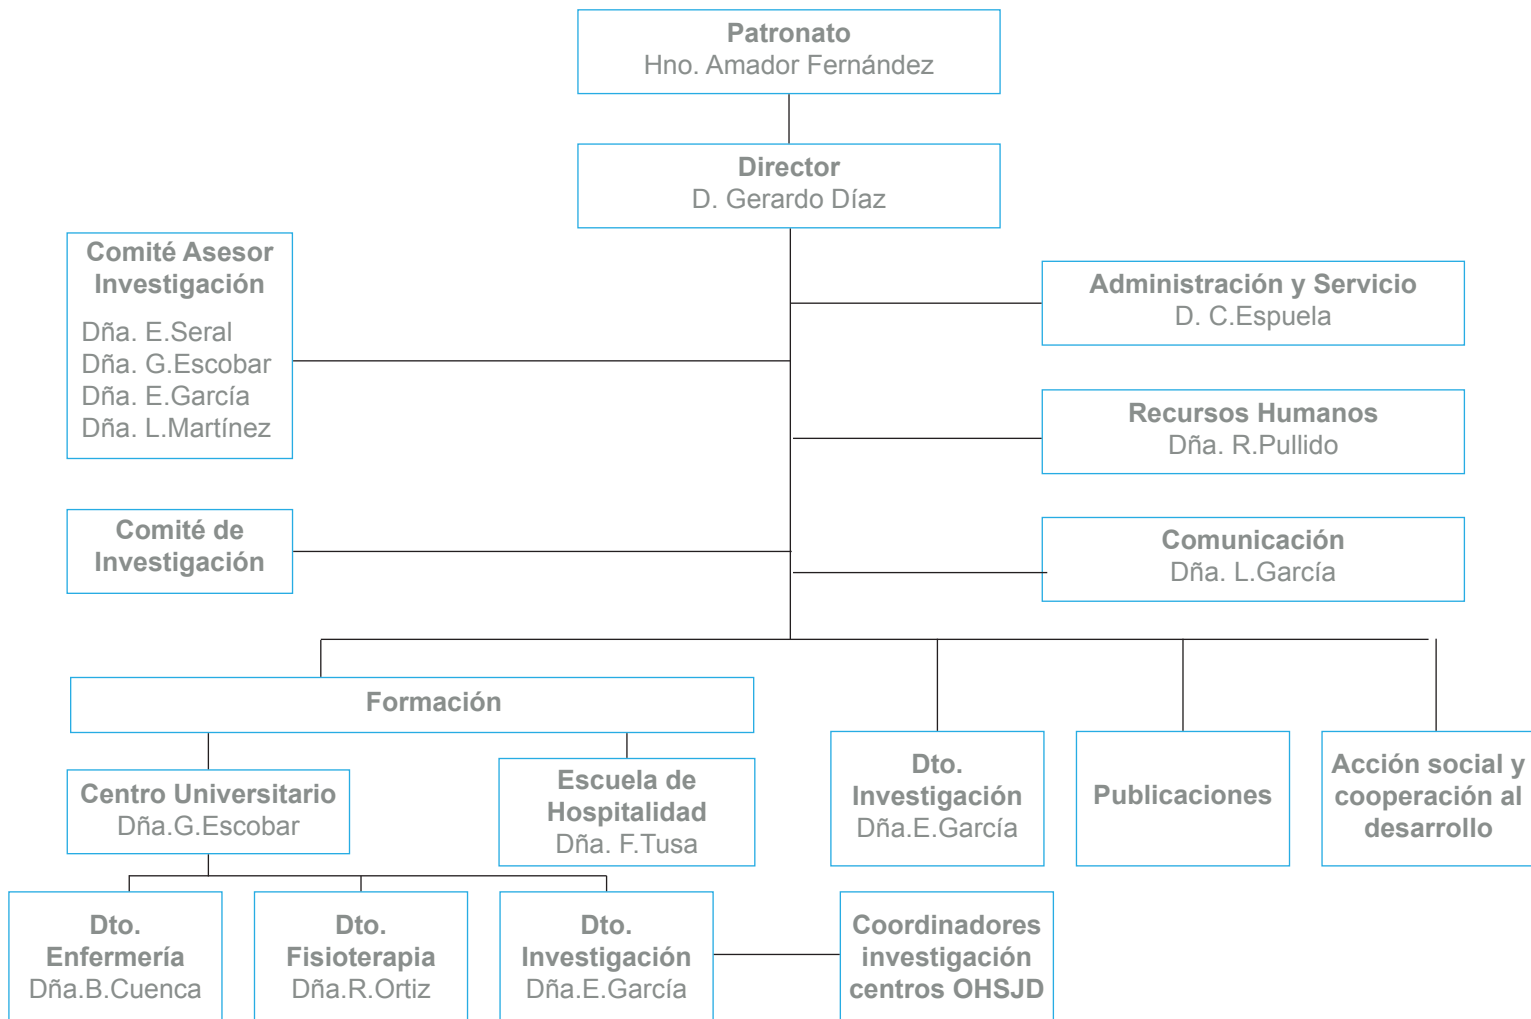 Patronato
Hno. Amador Fernández
Director
D. Gerardo Díaz
Comité Asesor
Investigación
Dña. E.Seral
Dña. G.Escobar
Dña. E.García
Dña. L.Martínez
Administración y Servicio
D. C.Espuela
Recursos Humanos
Dña. R.Pullido
Comité de
Investigación
Comunicación
Dña. L.García
Formación
Centro Universitario
Dña.G.Escobar
Escuela de
Hospitalidad
Dña. F.Tusa
Dto.
Investigación
Dña.E.García
Publicaciones
Acción social y
cooperación al
desarrollo
Dto.
Enfermería
Dña.B.Cuenca
Dto.
Fisioterapia
Dña.R.Ortiz
Dto.
Investigación
Dña.E.García
Coordinadores
investigación
centros OHSJD